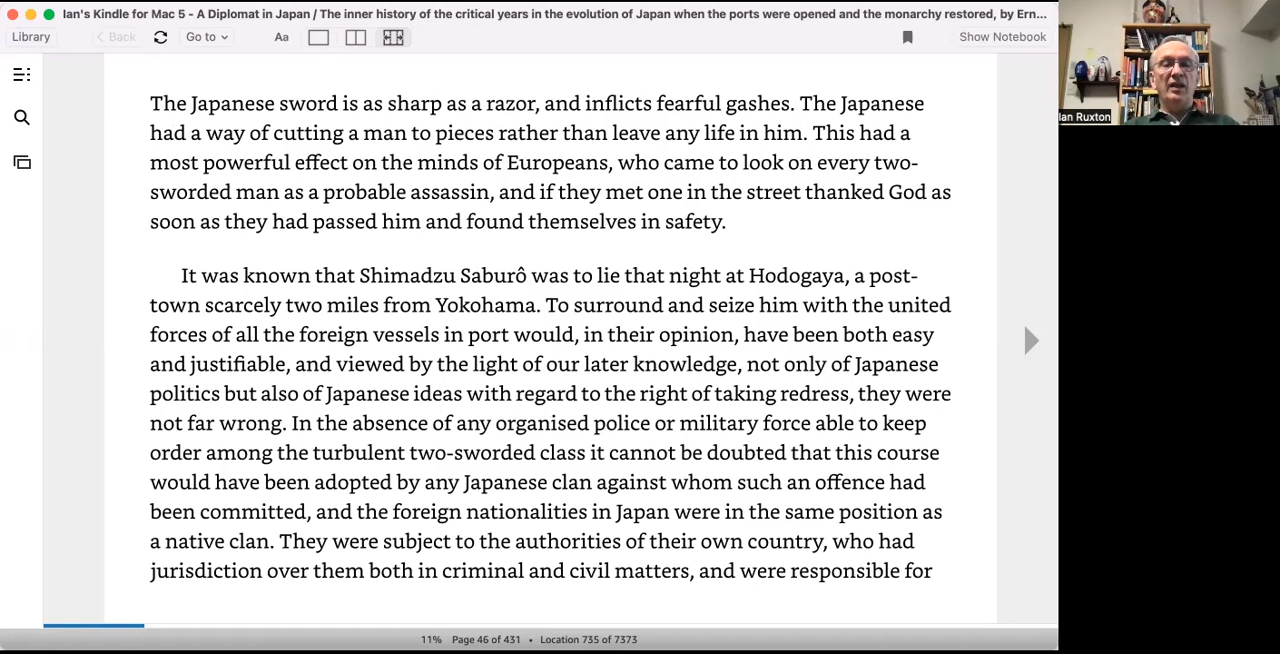 Ian's Kindle for Mac 5 - A Diplomat in Japan / The inner history of the critical years in the evolution of Japan when the ports were opened and the monarchy restored, by Ern...
Library
Back
Go to
Aa
Show Notebook
The Japanese sword is as sharp as a razor, and inflicts fearful gashes. The Japanese
had a way of cutting a man to pieces rather than leave any life in him. This had a
most powerful effect on the minds of Europeans, who came to look on every two-
sworded man as a probable assassin, and if they met one in the street thanked God as
soon as they had passed him and found themselves in safety.
It was known that Shimadzu Saburô was to lie that night at Hodogaya, a post-
town scarcely two miles from Yokohama. To surround and seize him with the united
forces of all the foreign vessels in port would, in their opinion, have been both easy
and justifiable, and viewed by the light of our later knowledge, not only of Japanese
politics but also of Japanese ideas with regard to the right of taking redress, they were
not far wrong. In the absence of any organised police or military force able to keep
order among the turbulent two-sworded class it cannot be doubted that this course
would have been adopted by any Japanese clan against whom such an offence had
been committed, and the foreign nationalities in Japan were in the same position as
a native clan. They were subject to the authorities of their own country, who had
jurisdiction over them both in criminal and civil matters, and were responsible for
11% Page 46 of 431 • Location 735 of 7373
Ian Ruxton